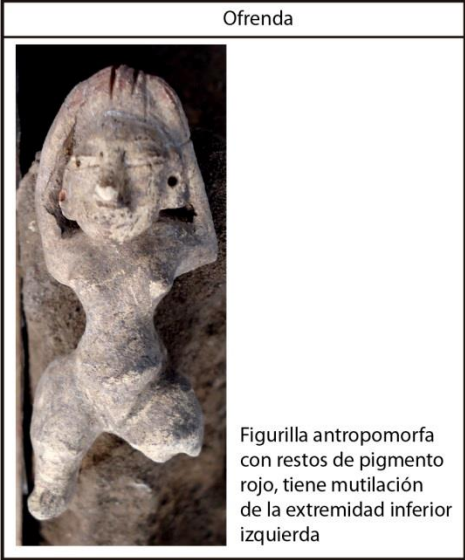 Ofrenda
Figurilla antropomorfa
con restos de pigmento
rojo, tiene mutilación
de la extremidad inferior
izquierda